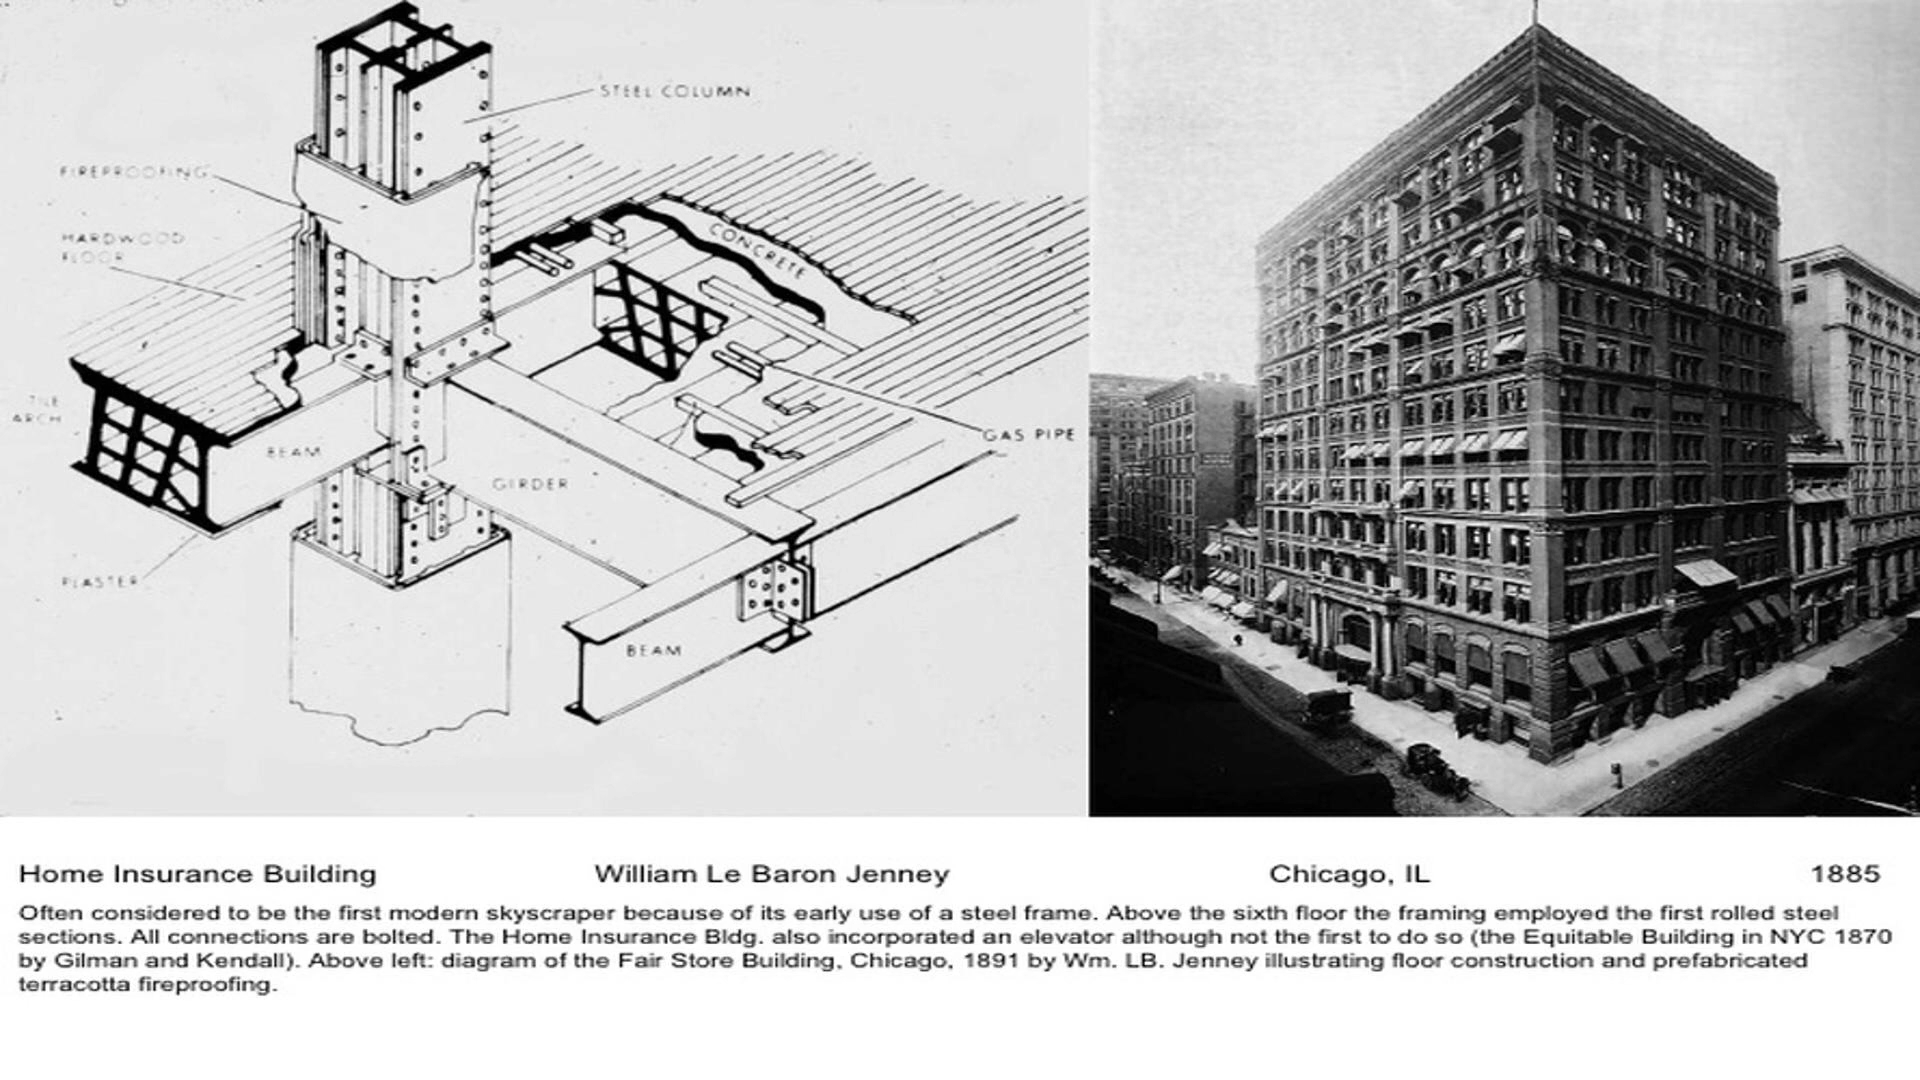 STEEL COLUMN
FIREPROOFING
HARDWOOD
FLOOR
CONCRETE
TILE
ARCH
BEAM
GIRDER
GAS PIPE
PLASTER
BEAM
Home Insurance Building William Le Baron Jenney Chicago, IL 1885
Often considered to be the first modern skyscraper because of its early use of a steel frame. Above the sixth floor the framing employed the first rolled steel
sections. All connections are bolted. The Home Insurance Bldg. also incorporated an elevator although not the first to do so (the Equitable Building in NYC 1870
by Gilman and Kendall). Above left: diagram of the Fair Store Building, Chicago, 1891 by Wm. LB. Jenney illustrating floor construction and prefabricated
terracotta fireproofing.